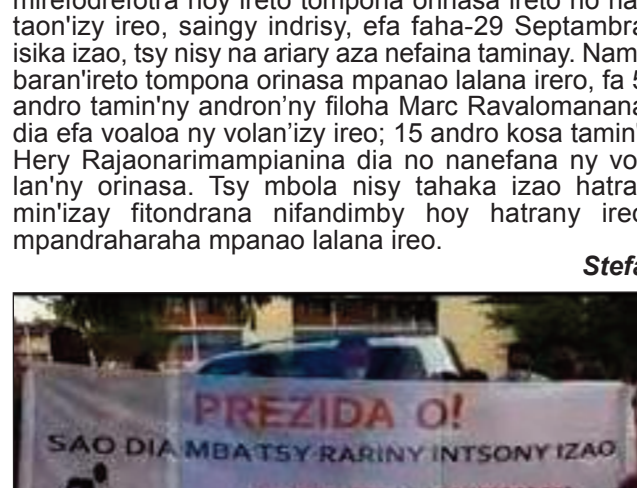 mirefodrefotra hoy ireto tompona orinasa ireto no na
taon'izy ireo, saingy indrisy, efa faha-29 Septambra
isika izao, tsy nisy na ariary aza nefaina taminay. Nam
baran'ireto tompona orinasa mpanao lalana irero, fa 5
andro tamin'ny andron'ny filoha Marc Ravalomanana
dia efa voaloa ny volan'izy ireo; 15 andro kosa tamin'
Hery Rajaonarimampianina dia no nanefana ny vo-
lan'ny orinasa. Tsy mbola nisy tahaka izao hatra
min'izay fitondrana nifandimby hoy hatrany ireo
mpandraharaha mpanao lalana ireo.
Stefa
PREZIDA O!
SAO DIA MBA TSY RARINY INTSONY IZAO